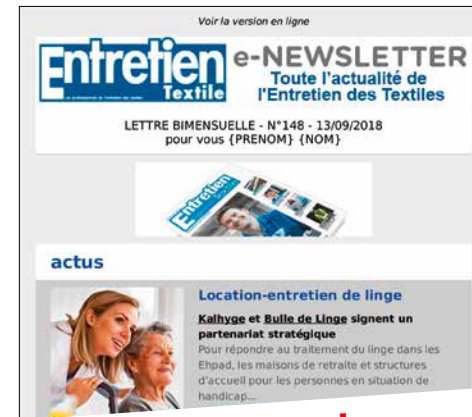 Voir la version en ligne
Entretien
Textile
e-NEWSLETTER
Toute l'actualité de
l'Entretien des Textiles
LETTRE BIMENSUELLE - N°148 - 13/09/2018
pour vous {PRENOM} {NOM}
Entretien
actus
Location-entretien de linge
Kalhyge et Bulle de Linge signent un
partenariat stratégique
Pour répondre au traitement du linge dans les
Ehpad, les maisons de retraite et structures
d'accueil pour les personnes en situation de
handicap...